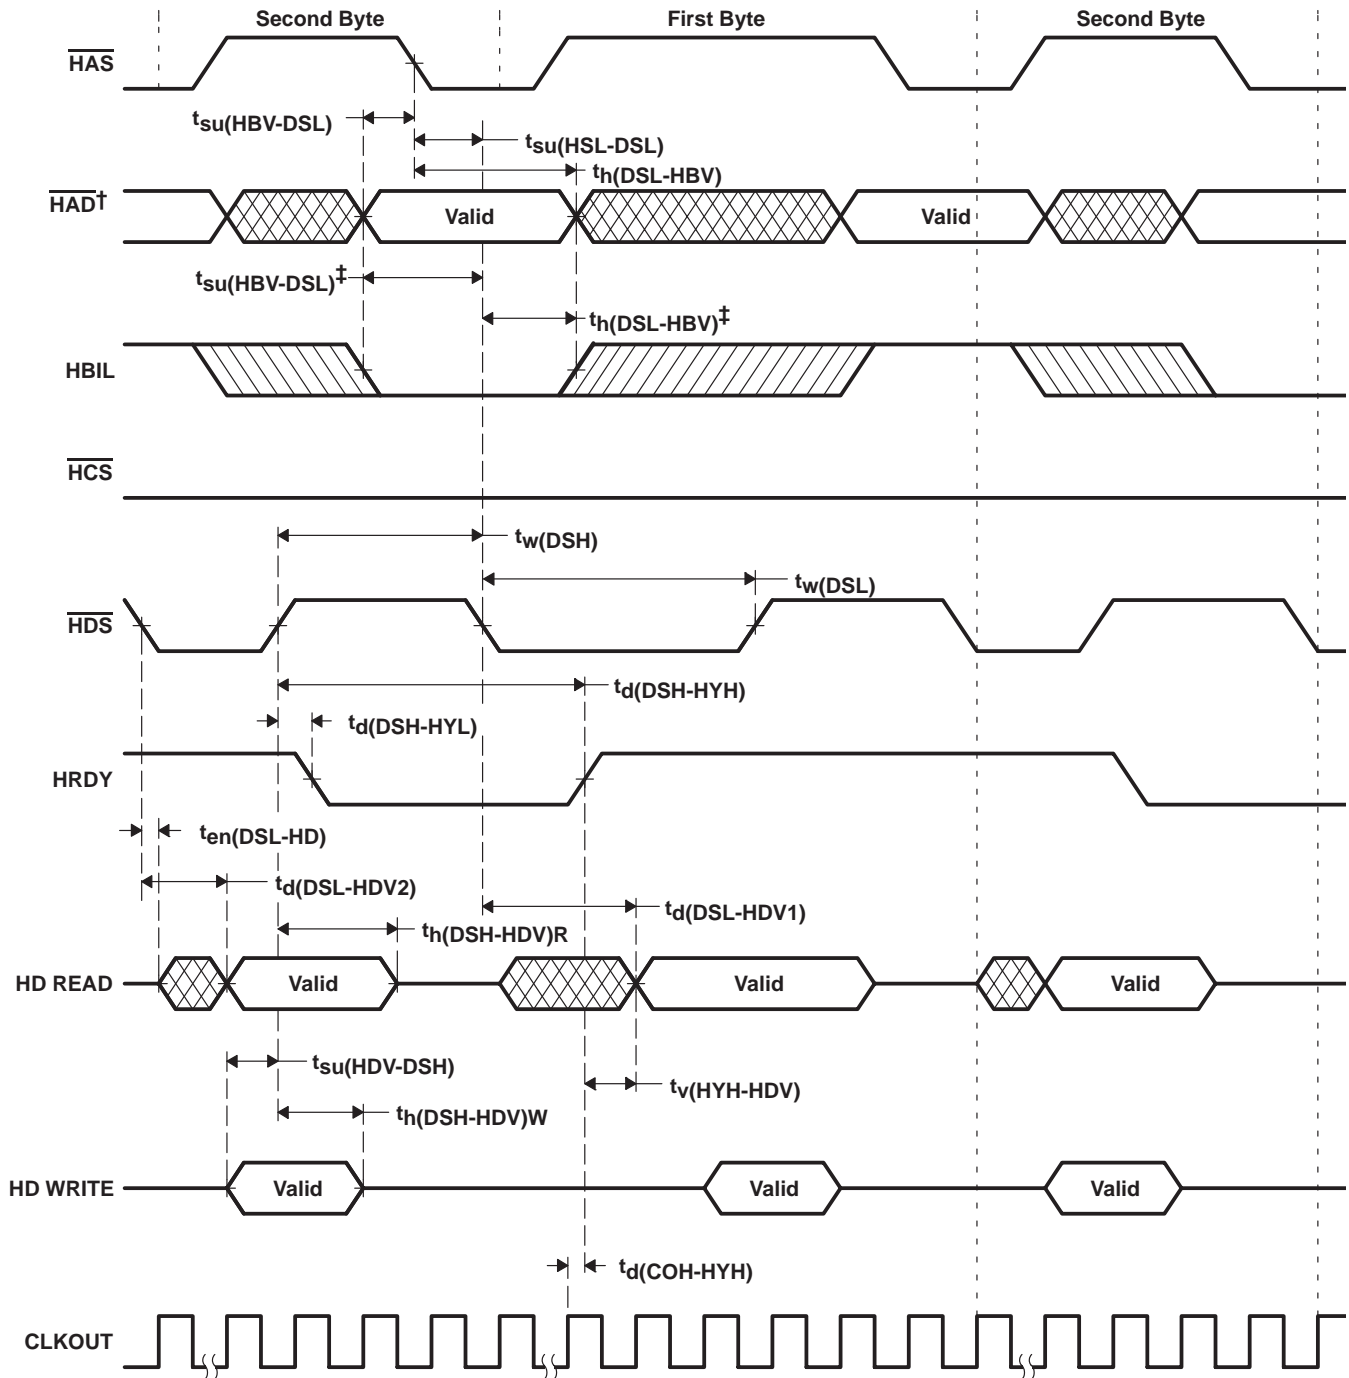 Second Byte First Byte Second Byte
HAS
tsu(HBV-DSL)
tsu(HSL-DSL)
th(DSL-HBV)
HAD†
Valid Valid
tsu(HBV-DSL)‡
th(DSL-HBV)‡
HBIL
HCS
tw(DSH)
tw(DSL)
HDS
td(DSH-HYH)
td(DSH-HYL)
HRDY
ten(DSL-HD)
td(DSL-HDV2)
td(DSL-HDV1)
th(DSH-HDV)R
HD READ Valid Valid Valid
tsu(HDV-DSH)
tv(HYH-HDV)
th(DSH-HDV)W
HD WRITE Valid Valid Valid
td(COH-HYH)
CLKOUT